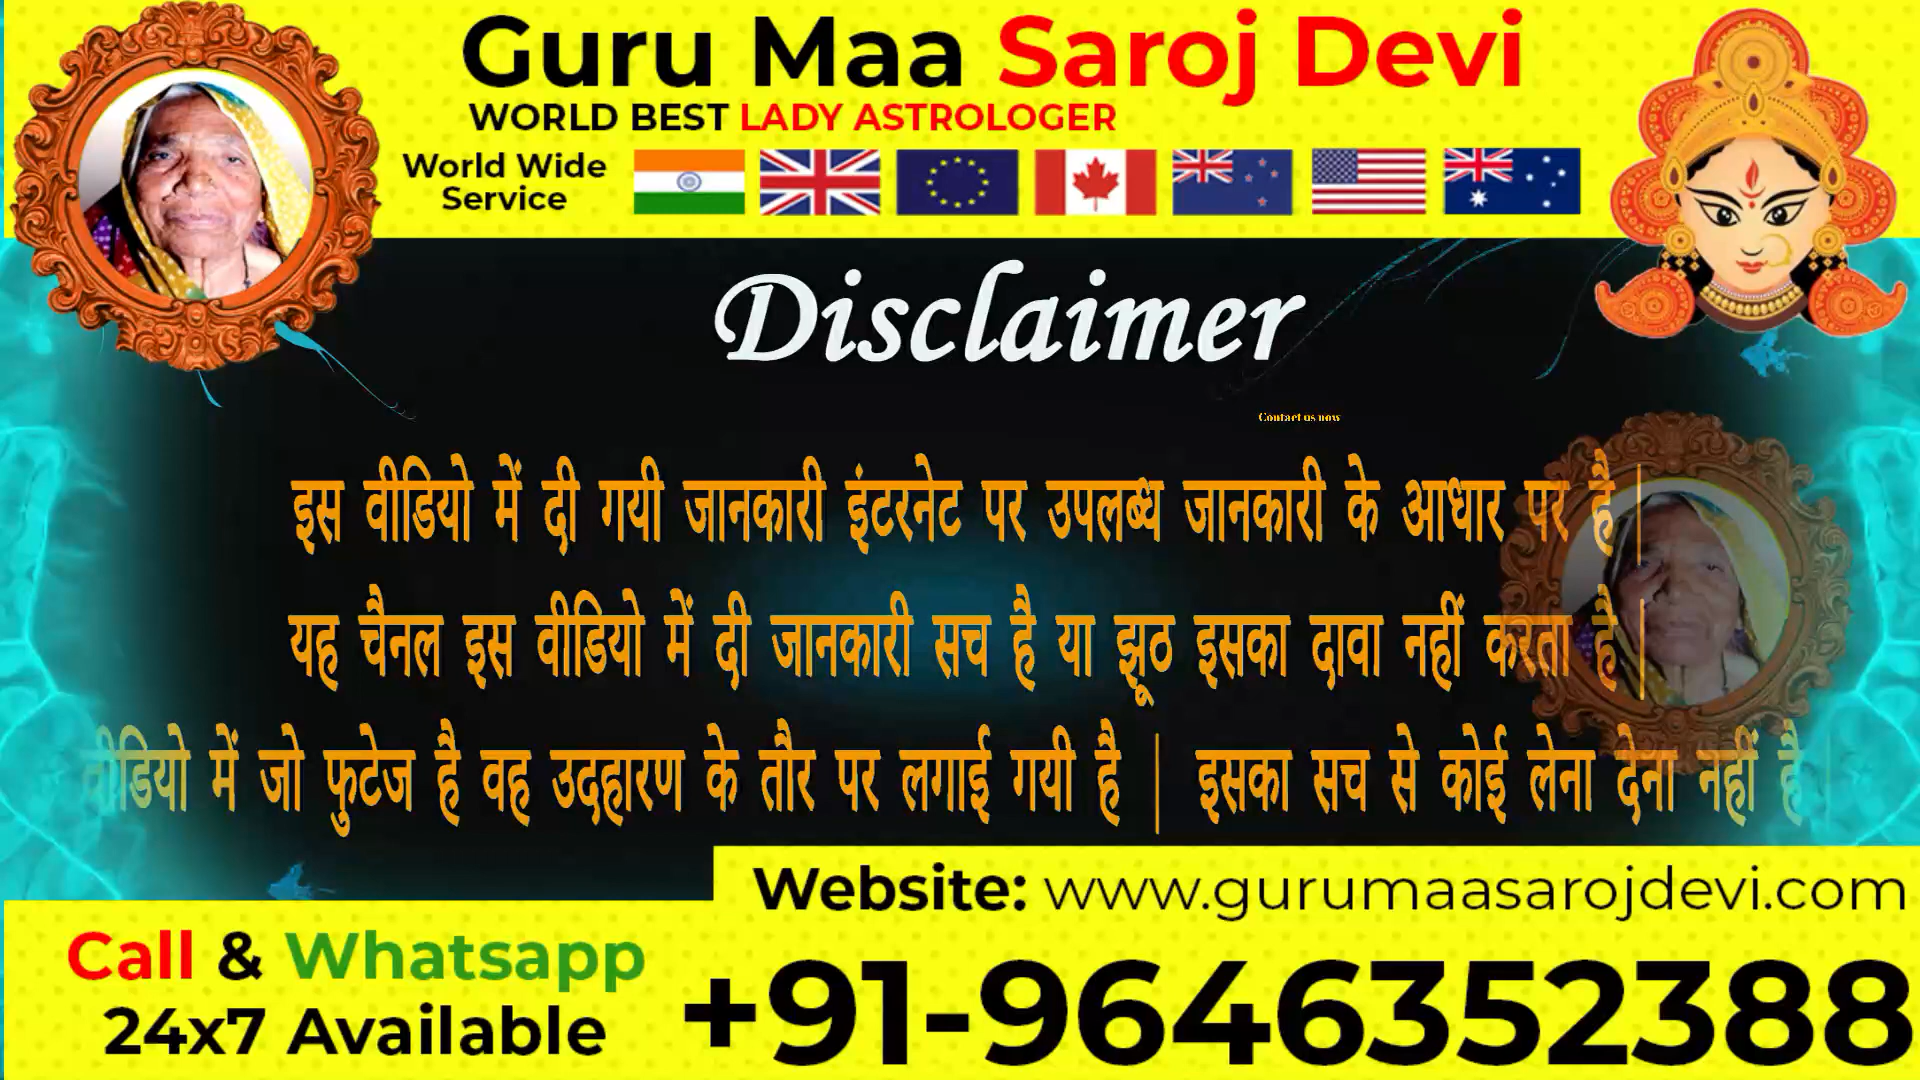 Guru Maa Saroj Devi
WORLD BEST LADY ASTROLOGER
World Wide
Service
Disclaimer
Contact us now
इस वीडियो में दी गयी जानकारी इंटरनेट पर उपलब्ध जानकारी के आधार पर है |
यह चैनल इस वीडियो में दी जानकारी सच है या झूठ इसका दावा नहीं करता है |
वीडियो में जो फुटेज है वह उदहारण के तौर पर लगाई गयी है | इसका सच से कोई लेना देना नहीं है |
Website: www.gurumaasarojdevi.com
Call & Whatsapp
24x7 Available
+91-9646352388